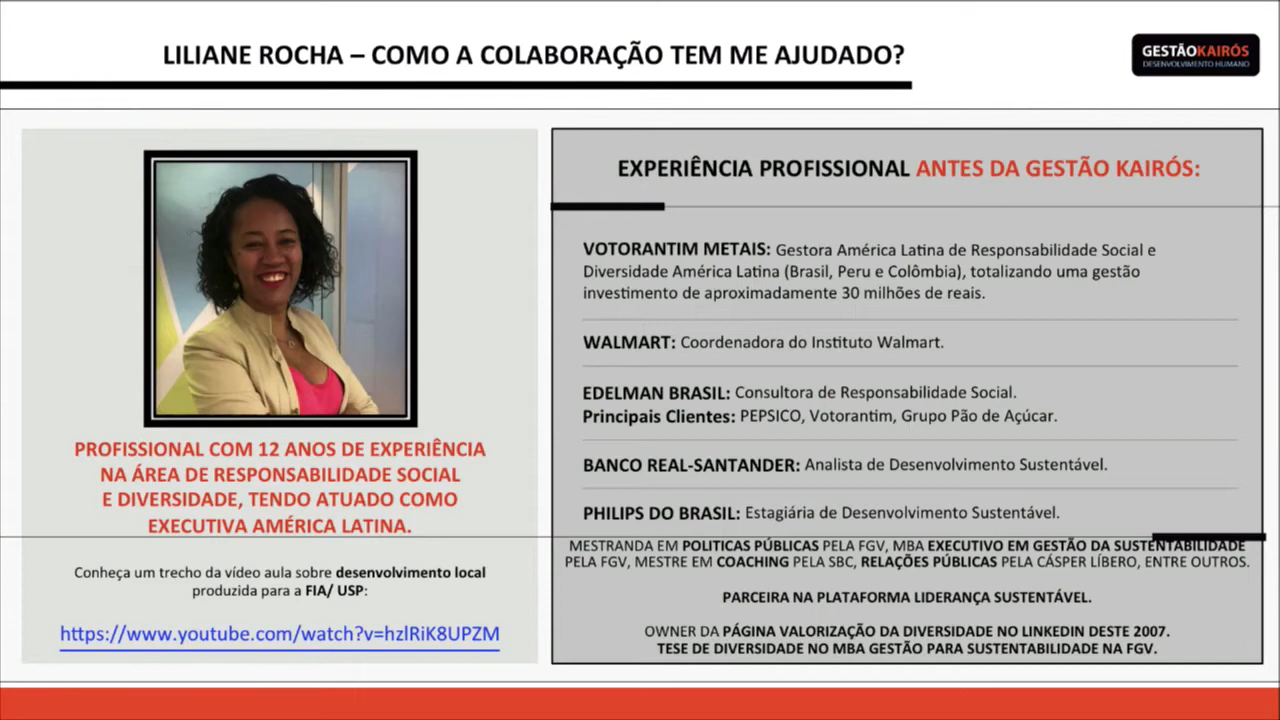 LILIANE ROCHA – COMO A COLABORAÇÃO TEM ME AJUDADO?
GESTÃOKAIRÓS
DESENVOLVIMENTO HUMANO
PROFISSIONAL COM 12 ANOS DE EXPERIÊNCIA
NA ÁREA DE RESPONSABILIDADE SOCIAL
E DIVERSIDADE, TENDO ATUADO COMO
EXECUTIVA AMÉRICA LATINA.
Conheça um trecho da vídeo aula sobre desenvolvimento local
produzida para a FIA/ USP:
https://www.youtube.com/watch?v=hzlRiK8UPZM
EXPERIÊNCIA PROFISSIONAL ANTES DA GESTÃO KAIRÓS:
VOTORANTIM METAIS: Gestora América Latina de Responsabilidade Social e
Diversidade América Latina (Brasil, Peru e Colômbia), totalizando uma gestão
investimento de aproximadamente 30 milhões de reais.
WALMART: Coordenadora do Instituto Walmart.
EDELMAN BRASIL: Consultora de Responsabilidade Social.
Principais Clientes: PEPSICO, Votorantim, Grupo Pão de Açúcar.
BANCO REAL-SANTANDER: Analista de Desenvolvimento Sustentável.
PHILIPS DO BRASIL: Estagiária de Desenvolvimento Sustentável.
MESTRANDA EM POLITICAS PÚBLICAS PELA FGV, MBA EXECUTIVO EM GESTÃO DA SUSTENTABILIDADE
PELA FGV, MESTRE EM COACHING PELA SBC, RELAÇÕES PÚBLICAS PELA CÁSPER LÍBERO, ENTRE OUTROS.
PARCEIRA NA PLATAFORMA LIDERANÇA SUSTENTÁVEL.
OWNER DA PÁGINA VALORIZAÇÃO DA DIVERSIDADE NO LINKEDIN DESTE 2007.
TESE DE DIVERSIDADE NO MBA GESTÃO PARA SUSTENTABILIDADE NA FGV.